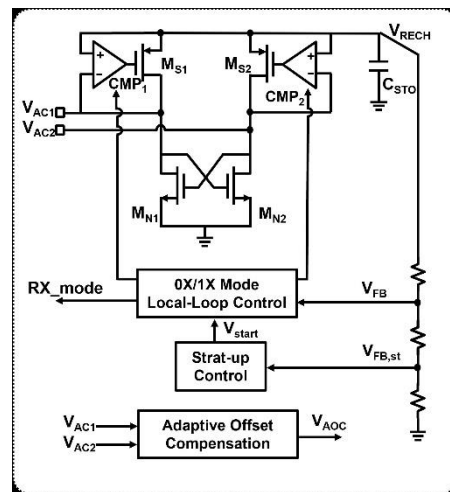 V_RECH
M_S1
M_S2
CMP_1
CMP_2
C_STO
V_AC1
V_AC2
M_N1
M_N2
RX_mode
0X/1X Mode
Local-Loop Control
V_FB
V_start
Strat-up
Control
V_FB,st
V_AC1
V_AC2
Adaptive Offset
Compensation
V_AOC